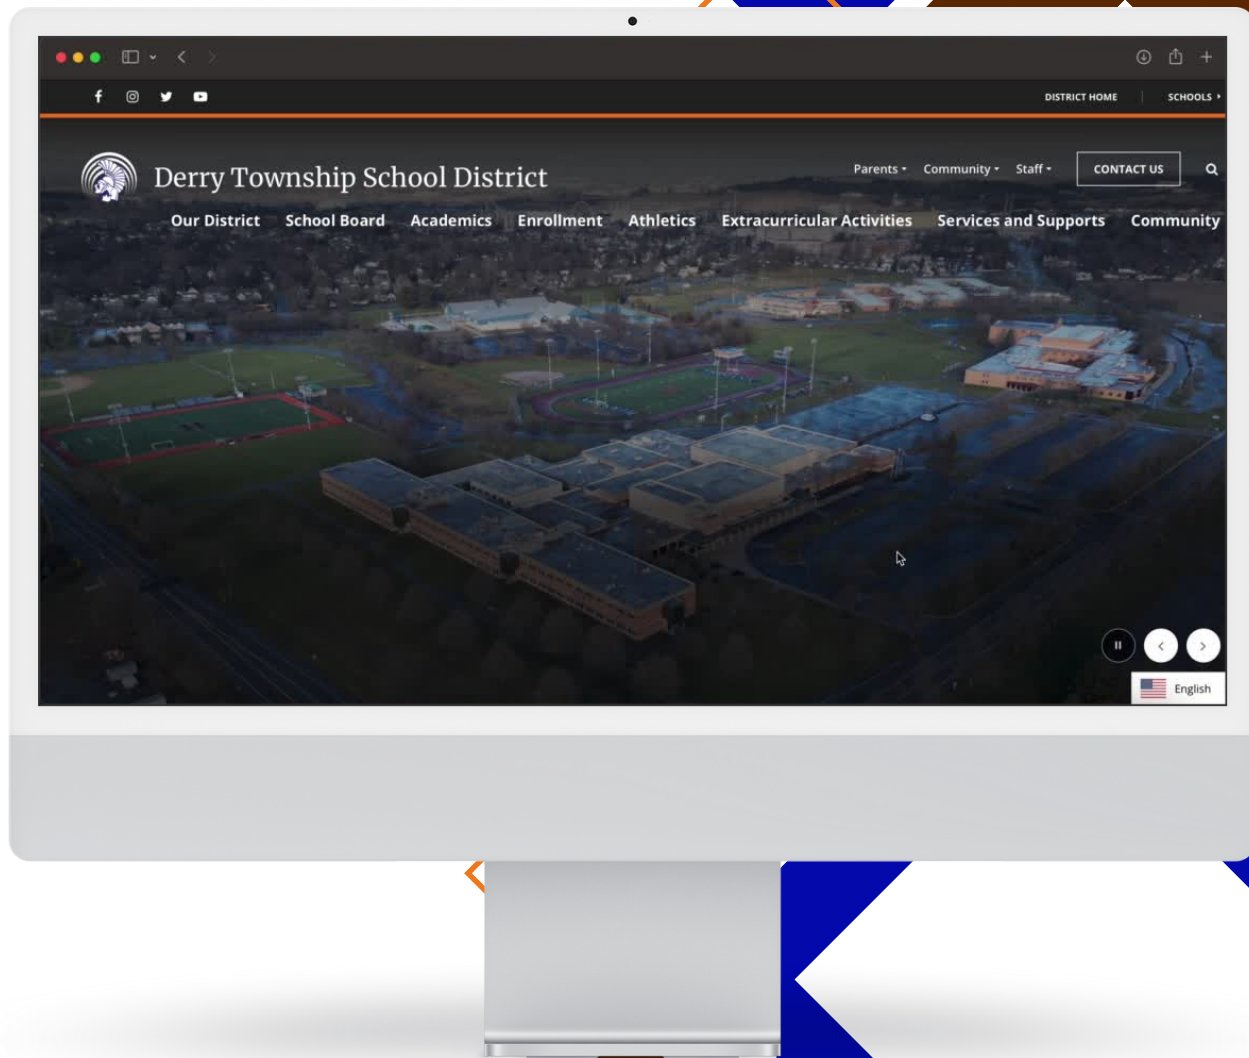 DISTRICT HOME SCHOOLS
Derry Township School District
Parents Community Staff CONTACT US
Our District School Board Academics Enrollment Athletics Extracurricular Activities Services and Supports Community
English